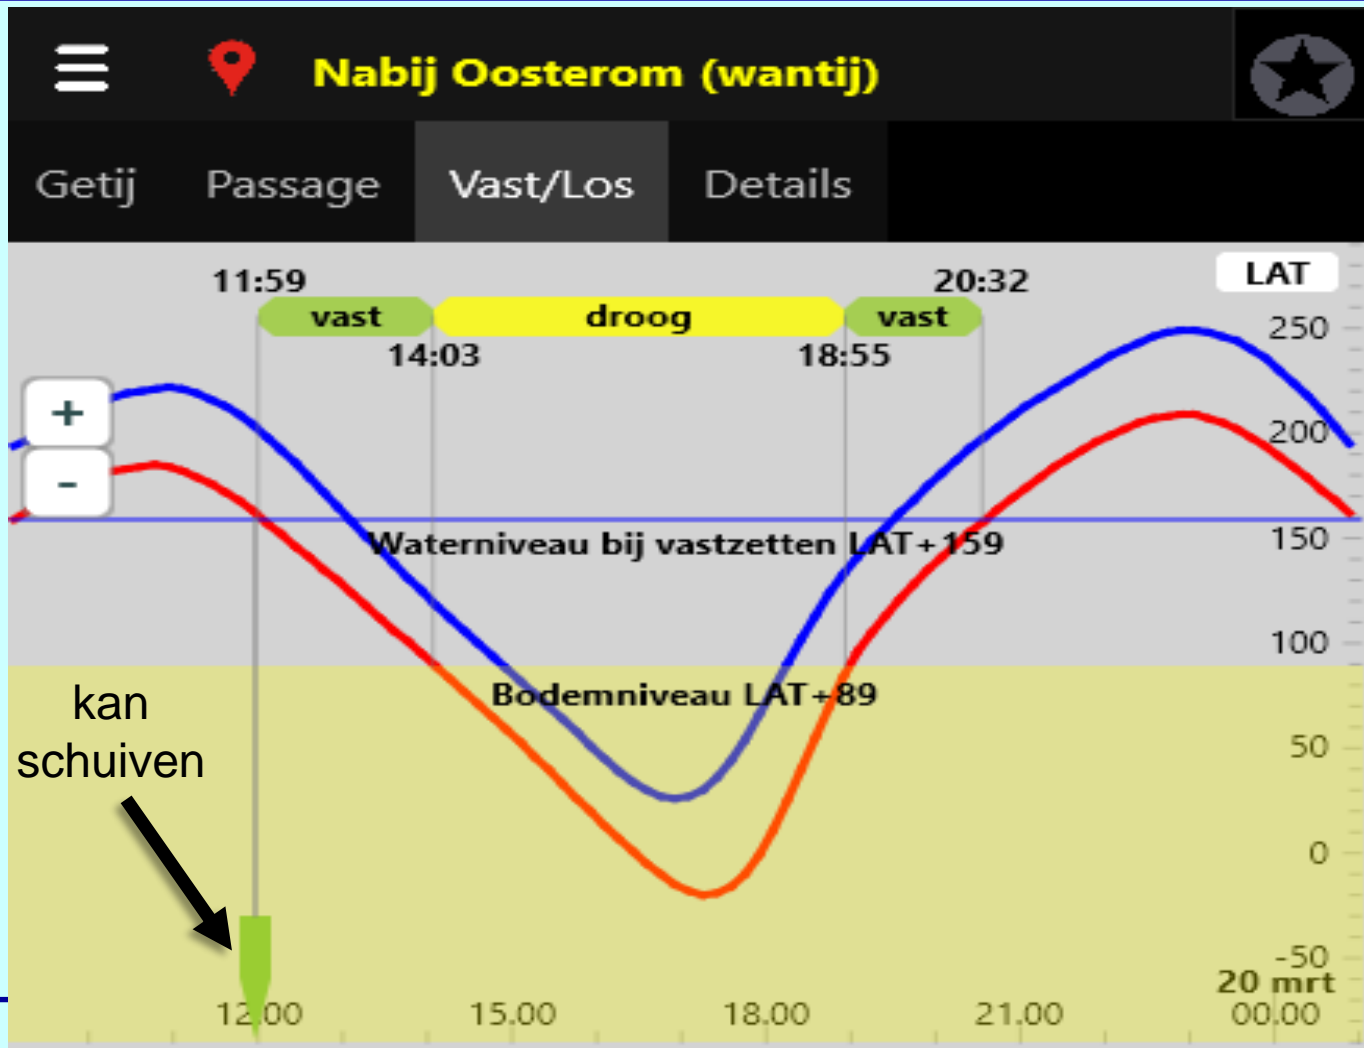 Nabij Oosterom (wantij)
Getij Passage Vast/Los Details
11:59 20:32 LAT
vast droog vast
14:03 18:55
250
200
Waterniveau bij vastzetten LAT+159
150
100
Bodemniveau LAT+89
50
0
-50
kan
schuiven
+
-
20 mrt
12.00 15.00 18.00 21.00 00.00